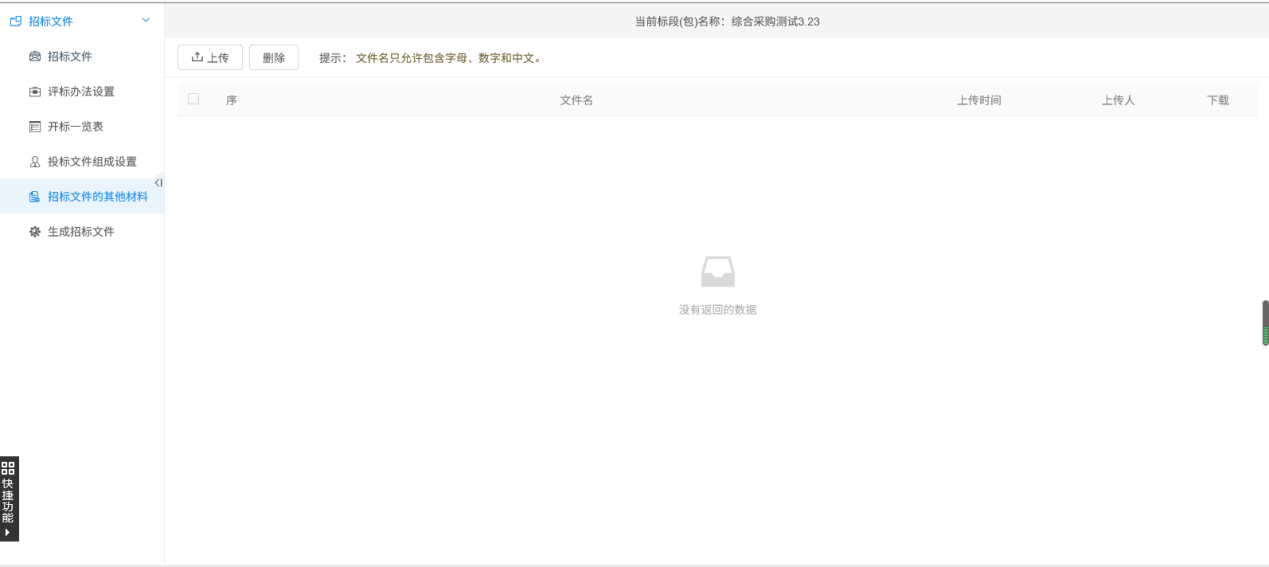 招标文件
当前标段(包)名称：综合采购测试3.23
招标文件
评标办法设置
开标一览表
投标文件组成设置
招标文件的其他材料
生成招标文件
上传
删除
提示： 文件名只允许包含字母、数字和中文。
序
文件名
上传时间
上传人
下载
没有返回的数据
快捷功能